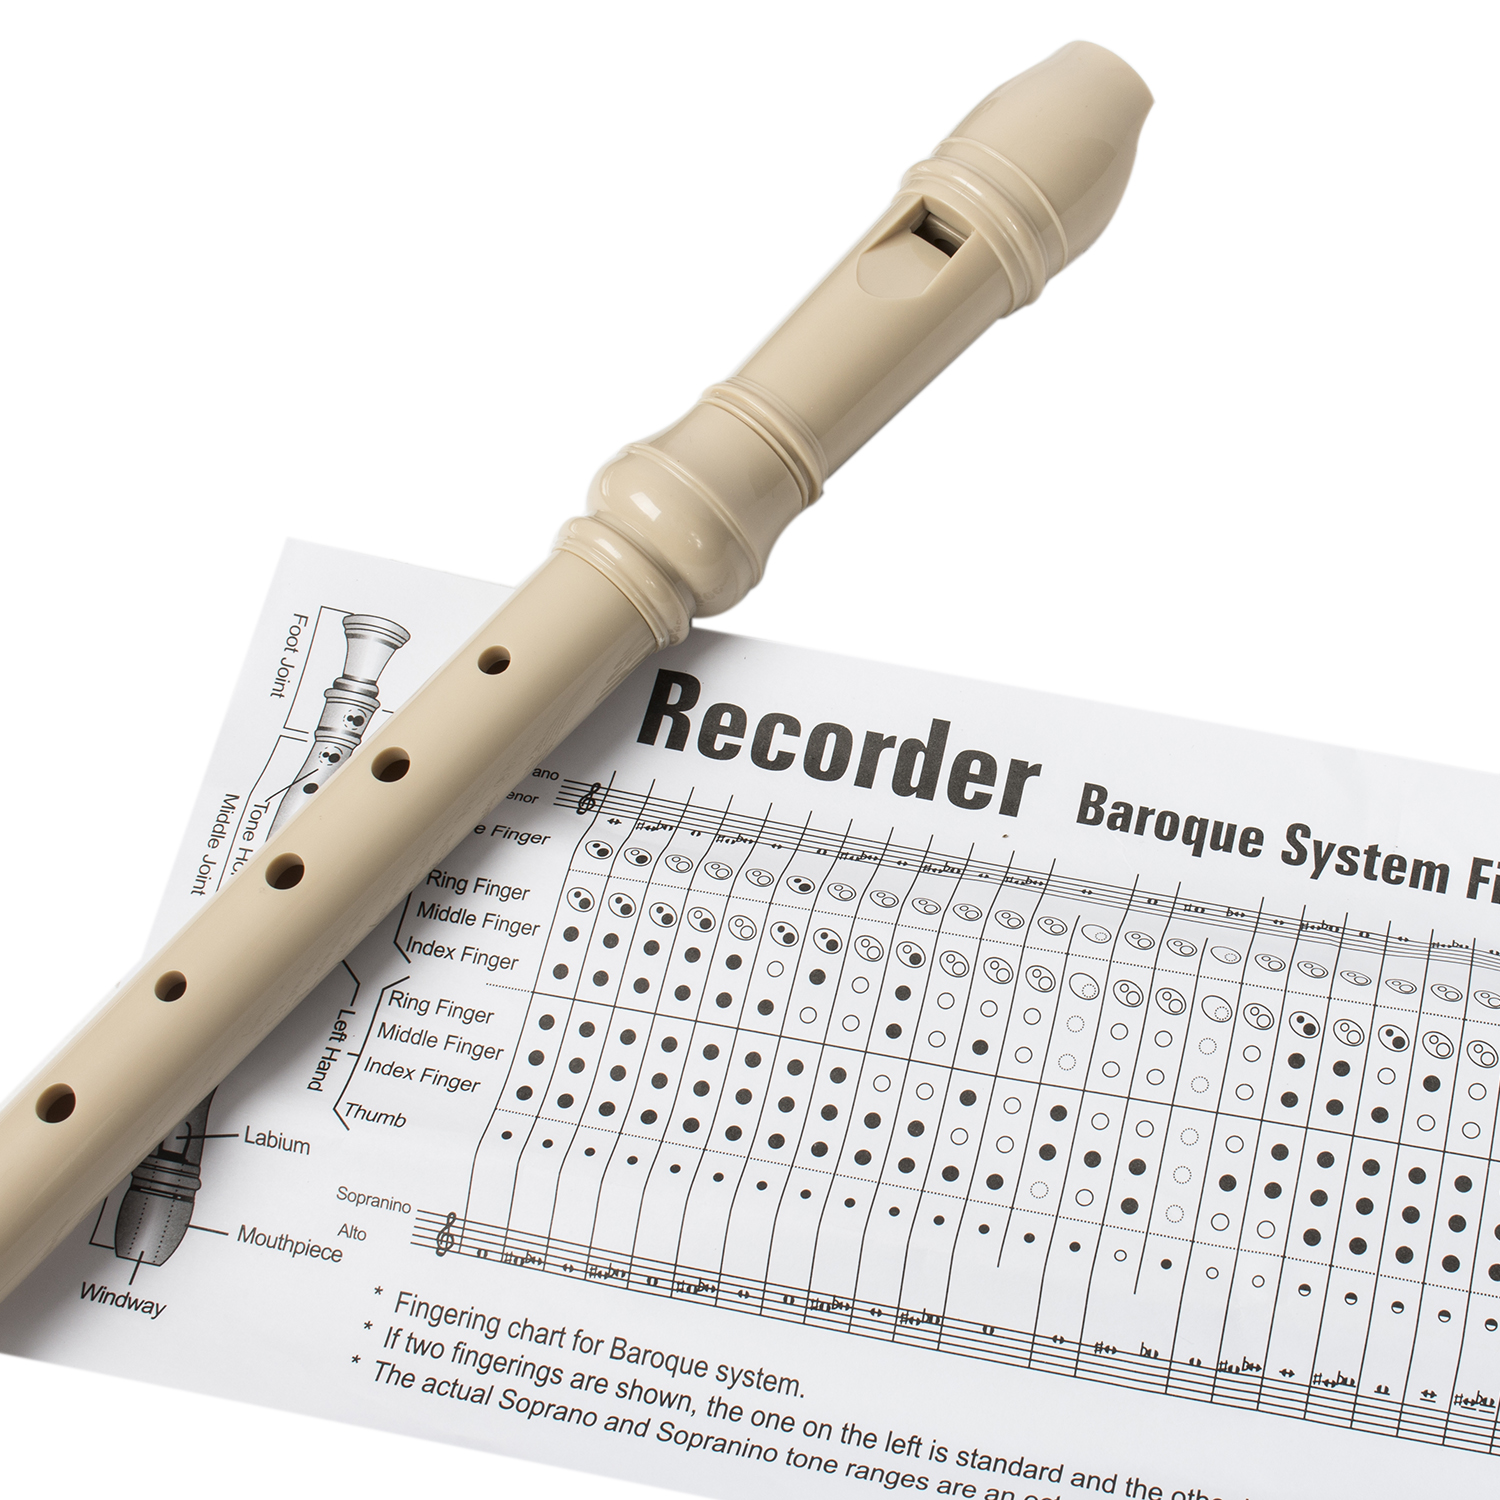 Recorder Baroque System Fi
Foot Joint
Middle Joint
Tone Ho
Left Hand
Labium
Mouthpiece
Windway
ano
enor
e Finger
Ring Finger
Middle Finger
Index Finger
Ring Finger
Middle Finger
Index Finger
Thumb
Sopranino
Alto
* Fingering chart for Baroque system.
* If two fingerings are shown, the one on the left is standard and the othe
* The actual Soprano and Sopranino tone ranges are an oct